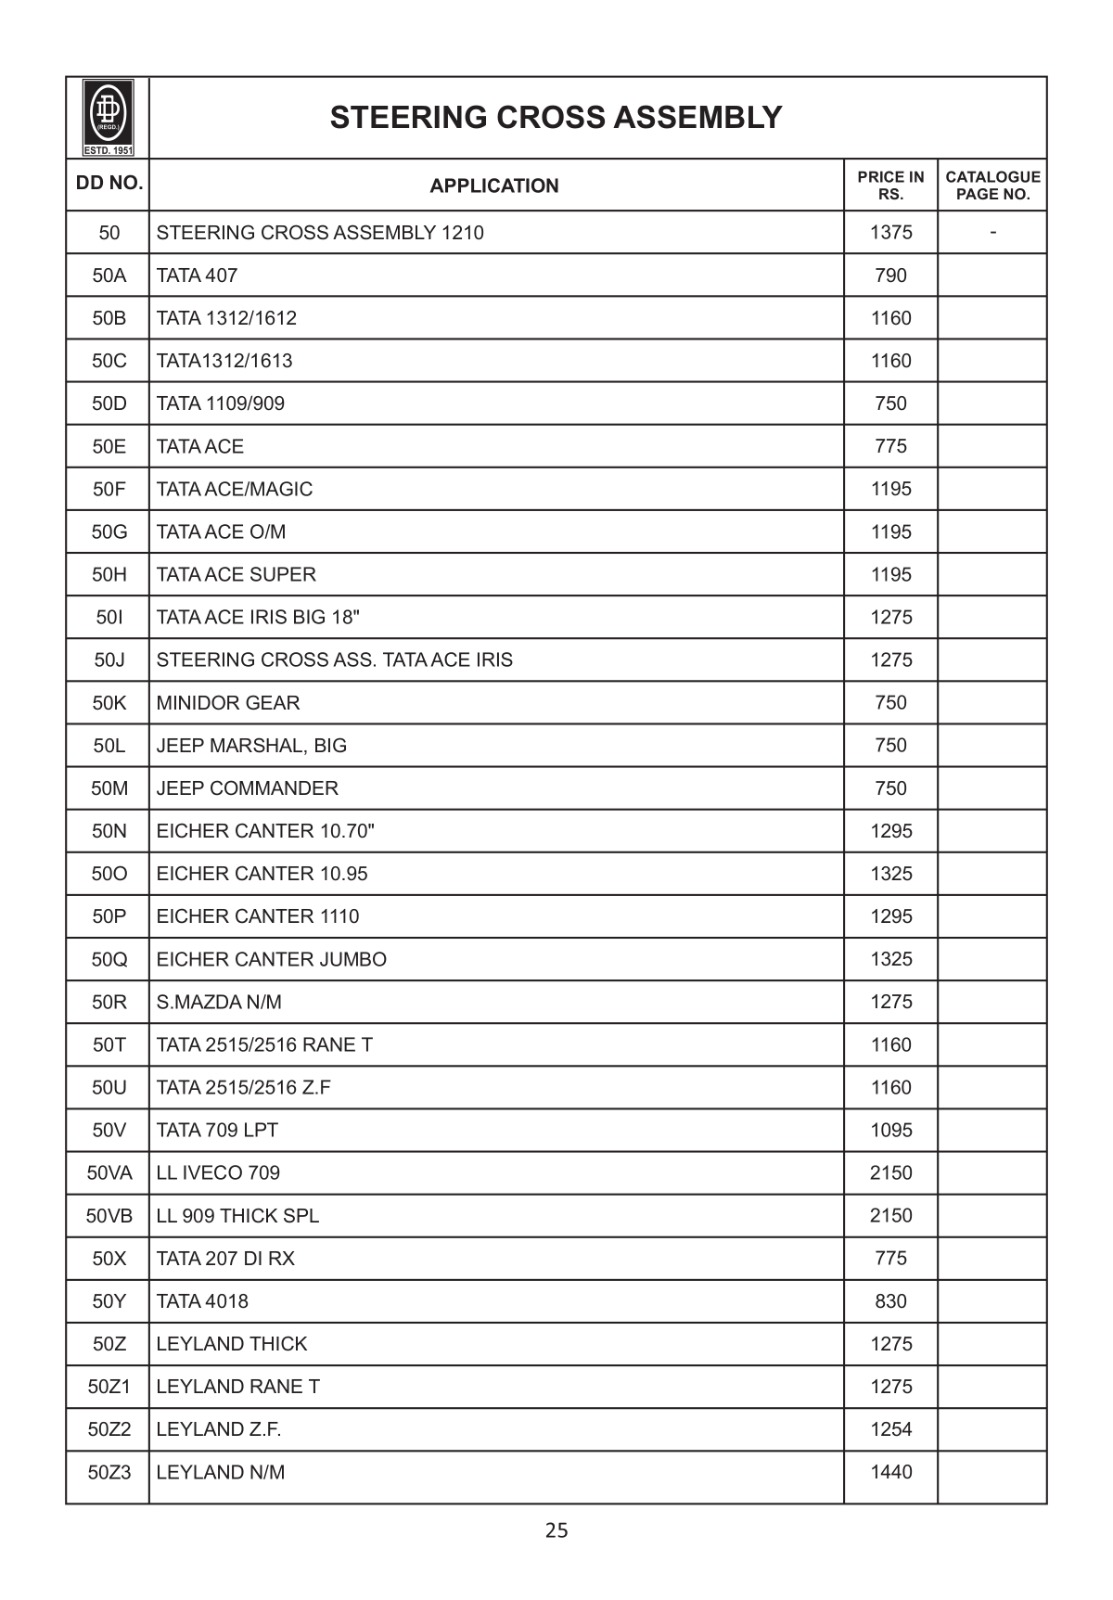 DD
(REGD.)
ESTD. 1951
STEERING CROSS ASSEMBLY
DD NO. APPLICATION PRICE IN RS. CATALOGUE PAGE NO.
50 STEERING CROSS ASSEMBLY 1210 1375 -
50A TATA 407 790
50B TATA 1312/1612 1160
50C TATA1312/1613 1160
50D TATA 1109/909 750
50E TATA ACE 775
50F TATA ACE/MAGIC 1195
50G TATA ACE O/M 1195
50H TATA ACE SUPER 1195
50I TATA ACE IRIS BIG 18" 1275
50J STEERING CROSS ASS. TATA ACE IRIS 1275
50K MINIDOR GEAR 750
50L JEEP MARSHAL, BIG 750
50M JEEP COMMANDER 750
50N EICHER CANTER 10.70" 1295
50O EICHER CANTER 10.95 1325
50P EICHER CANTER 1110 1295
50Q EICHER CANTER JUMBO 1325
50R S.MAZDA N/M 1275
50T TATA 2515/2516 RANE T 1160
50U TATA 2515/2516 Z.F 1160
50V TATA 709 LPT 1095
50VA LL IVECO 709 2150
50VB LL 909 THICK SPL 2150
50X TATA 207 DI RX 775
50Y TATA 4018 830
50Z LEYLAND THICK 1275
50Z1 LEYLAND RANE T 1275
50Z2 LEYLAND Z.F. 1254
50Z3 LEYLAND N/M 1440
25